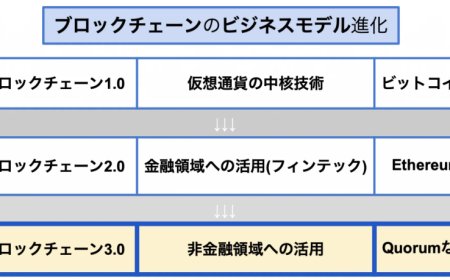 ブロックチェーンのビジネスモデル進化
ロックチェーン1.0 仮想通貨の中核技術 ビットコイ
↓↓↓
ロックチェーン2.0 金融領域への活用(フィンテック) Ethereu
↓↓↓
ロックチェーン3.0 非金融領域への活用 Quorumな